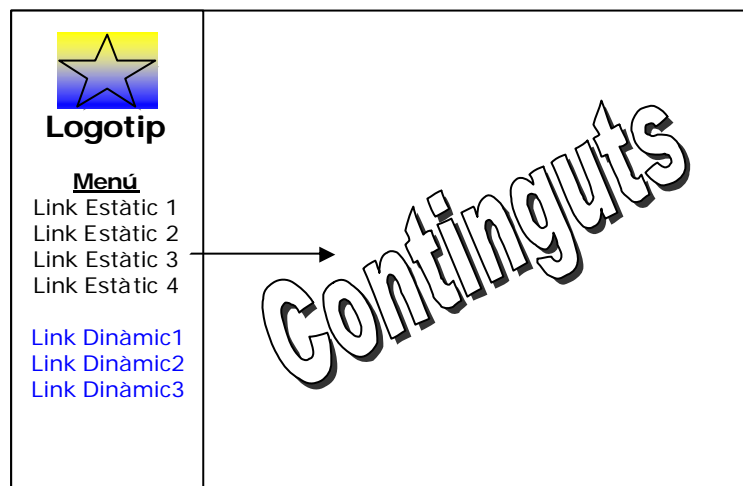 Logotip
Menú
Link Estàtic 1
Link Estàtic 2
Link Estàtic 3
Link Estàtic 4
Link Dinàmic1
Link Dinàmic2
Link Dinàmic3
Continguts